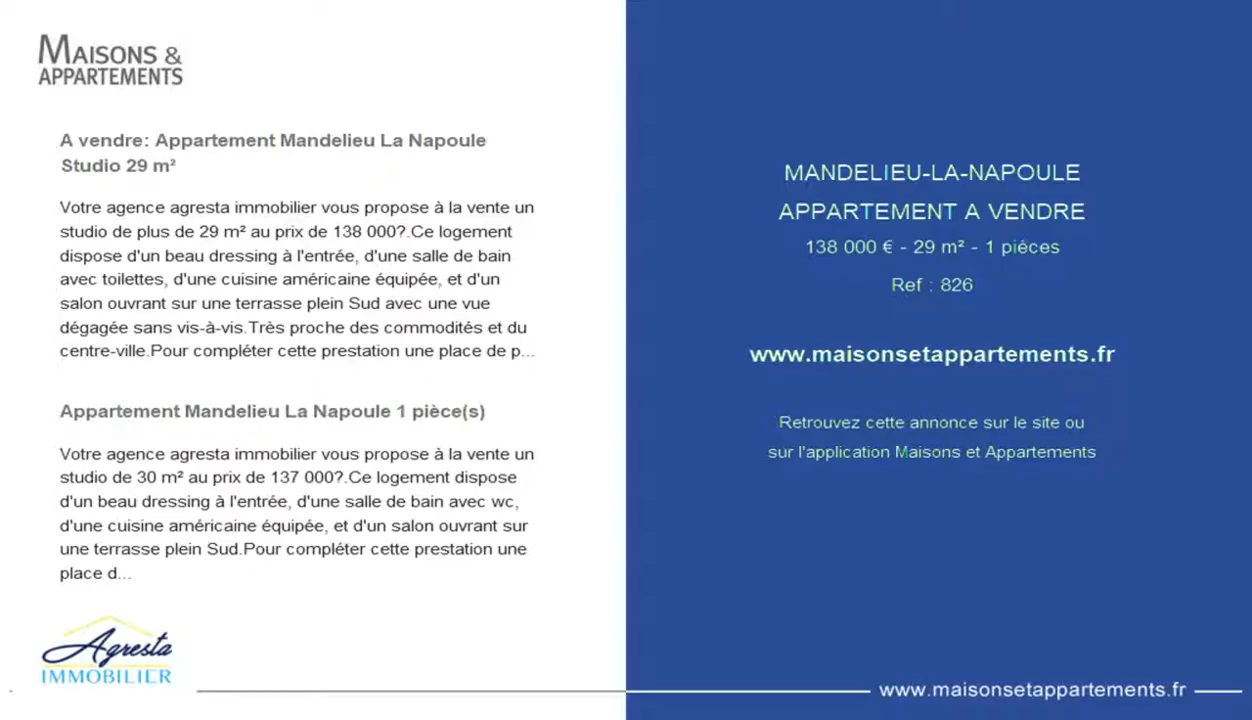 MAISONS &
APPARTEMENTS
A vendre: Appartement Mandelieu La Napoule
Studio 29 m²
Votre agence agresta immobilier vous propose à la vente un
studio de plus de 29 m² au prix de 138 000?.Ce logement
dispose d'un beau dressing à l'entrée, d'une salle de bain
avec toilettes, d'une cuisine américaine équipée, et d'un
salon ouvrant sur une terrasse plein Sud avec une vue
dégagée sans vis-à-vis.Très proche des commodités et du
centre-ville.Pour compléter cette prestation une place de p...
Appartement Mandelieu La Napoule 1 pièce(s)
Votre agence agresta immobilier vous propose à la vente un
studio de 30 m² au prix de 137 000?.Ce logement dispose
d'un beau dressing à l'entrée, d'une salle de bain avec wc,
d'une cuisine américaine équipée, et d'un salon ouvrant sur
une terrasse plein Sud.Pour compléter cette prestation une
place d...
Agresta
IMMOBILIER
MANDELIEU-LA-NAPOULE
APPARTEMENT A VENDRE
138 000 € - 29 m² - 1 pièces
Ref : 826
www.maisonsetappartements.fr
Retrouvez cette annonce sur le site ou
sur l'application Maisons et Appartements
www.maisonsetappartements.fr